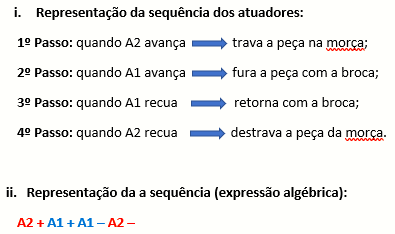 i. Representação da sequência dos atuadores:
1º Passo: quando A2 avança trava a peça na morça;
2º Passo: quando A1 avança fura a peça com a broca;
3º Passo: quando A1 recua retorna com a broca;
4º Passo: quando A2 recua destrava a peça da morça.
ii. Representação da a sequência (expressão algébrica):
A2 + A1 + A1 – A2 –